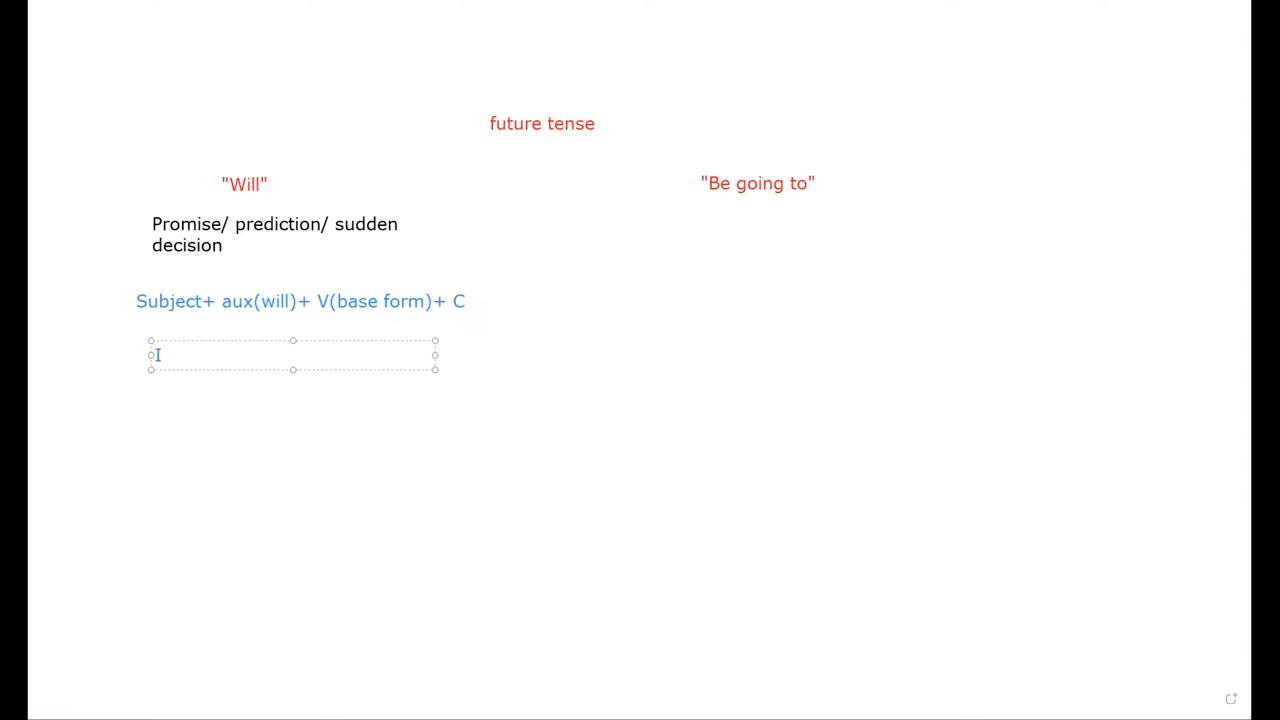 future tense
"Will"
"Be going to"
Promise/ prediction/ sudden
decision
Subject+ aux(will)+ V(base form)+ C
I